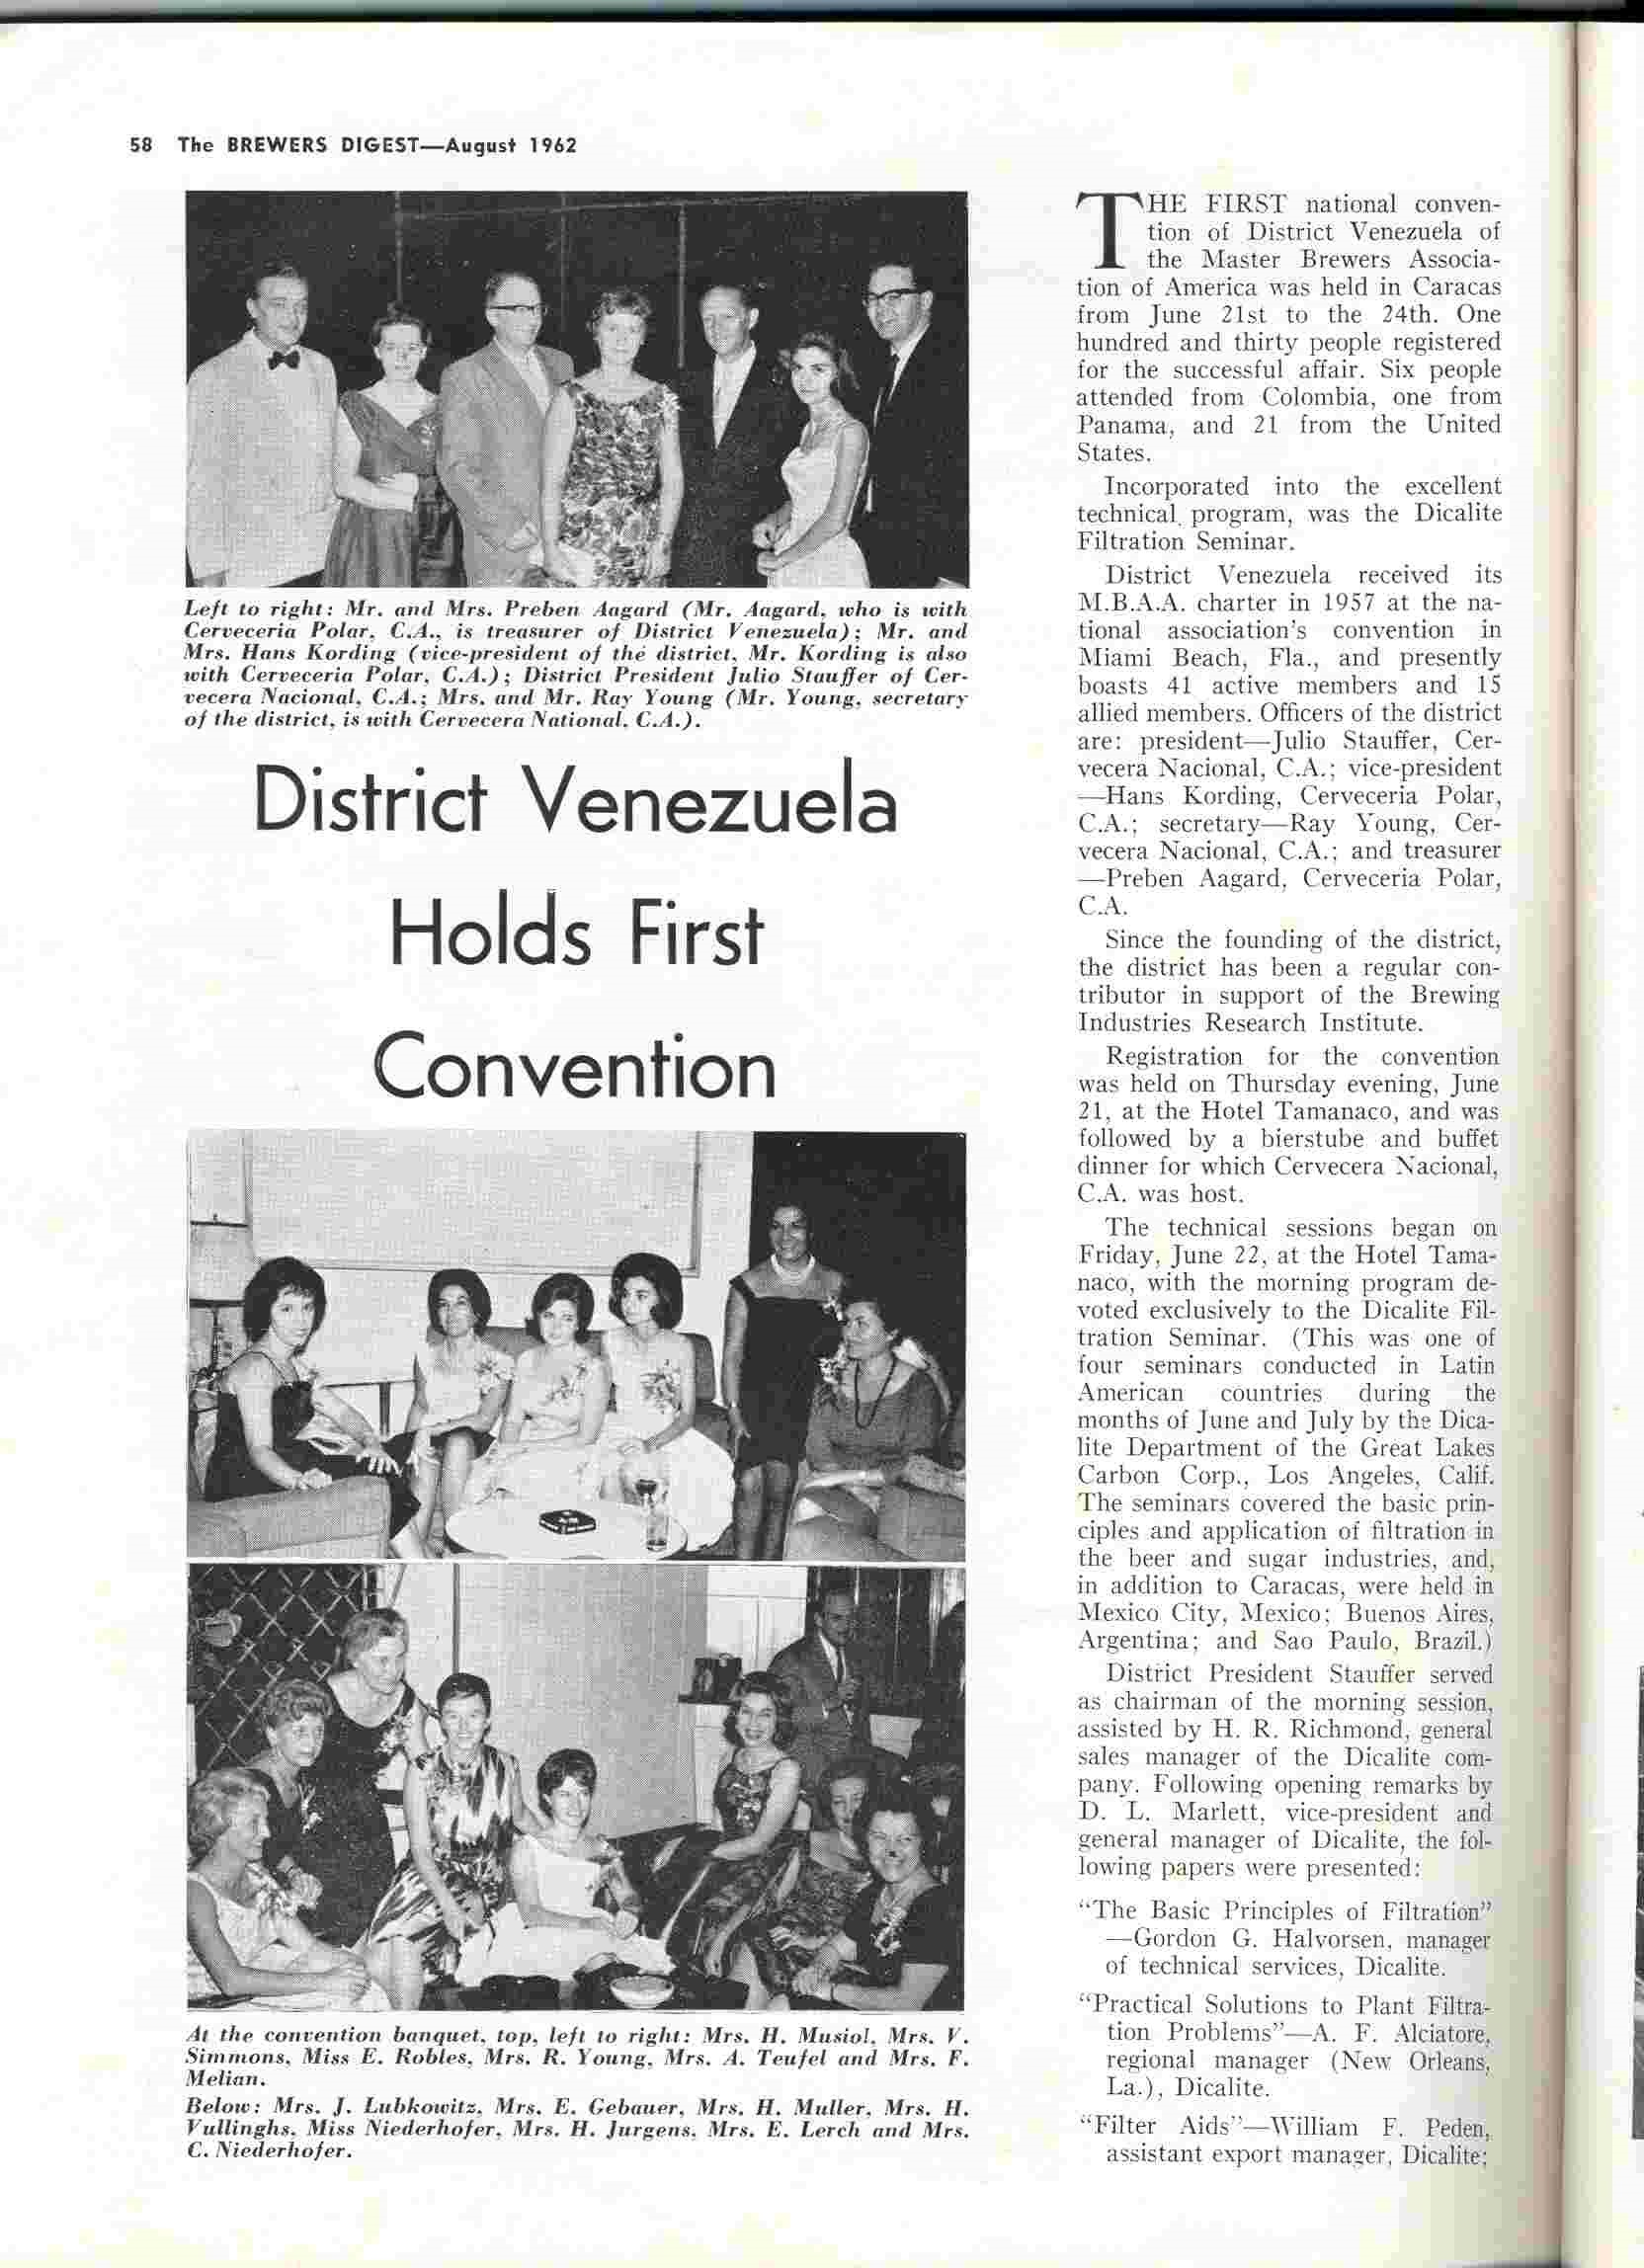 58 The BREWERS DIGEST—August 1962
Left to right: Mr. and Mrs. Preben Aagard (Mr. Aagard, who is with
Cerveceria Polar, C.A., is treasurer of District Venezuela); Mr. and
Mrs. Hans Kording (vice-president of the district, Mr. Kording is also
with Cerveceria Polar, C.A.); District President Julio Stauffer of Cer-
vecera Nacional, C.A.; Mrs. and Mr. Ray Young (Mr. Young, secretary
of the district, is with Cervecera National, C.A.).
District Venezuela
Holds First
Convention
At the convention banquet, top, left to right: Mrs. H. Musiol, Mrs. V.
Simmons, Miss E. Robles, Mrs. R. Young, Mrs. A. Teufel and Mrs. F.
Melian.
Below: Mrs. J. Lubkowitz, Mrs. E. Gebauer, Mrs. H. Muller, Mrs. H.
Vullinghs, Miss Niederhofer, Mrs. H. Jurgens, Mrs. E. Lerch and Mrs.
C. Niederhofer.
THE FIRST national conven-
tion of District Venezuela of
the Master Brewers Associa-
tion of America was held in Caracas
from June 21st to the 24th. One
hundred and thirty people registered
for the successful affair. Six people
attended from Colombia, one from
Panama, and 21 from the United
States.
Incorporated into the excellent
technical program, was the Dicalite
Filtration Seminar.
District Venezuela received its
M.B.A.A. charter in 1957 at the na-
tional association's convention in
Miami Beach, Fla., and presently
boasts 41 active members and 15
allied members. Officers of the district
are: president—Julio Stauffer, Cer-
vecera Nacional, C.A.; vice-president
—Hans Kording, Cerveceria Polar,
C.A.; secretary—Ray Young, Cer-
vecera Nacional, C.A.; and treasurer
—Preben Aagard, Cerveceria Polar,
C.A.
Since the founding of the district,
the district has been a regular con-
tributor in support of the Brewing
Industries Research Institute.
Registration for the convention
was held on Thursday evening, June
21, at the Hotel Tamanaco, and was
followed by a bierstube and buffet
dinner for which Cervecera Nacional,
C.A. was host.
The technical sessions began on
Friday, June 22, at the Hotel Tama-
naco, with the morning program de-
voted exclusively to the Dicalite Fil-
tration Seminar. (This was one of
four seminars conducted in Latin
American countries during the
months of June and July by the Dica-
lite Department of the Great Lakes
Carbon Corp., Los Angeles, Calif.
The seminars covered the basic prin-
ciples and application of filtration in
the beer and sugar industries, and,
in addition to Caracas, were held in
Mexico City, Mexico; Buenos Aires,
Argentina; and Sao Paulo, Brazil.)
District President Stauffer served
as chairman of the morning session,
assisted by H. R. Richmond, general
sales manager of the Dicalite com-
pany. Following opening remarks by
D. L. Marlett, vice-president and
general manager of Dicalite, the fol-
lowing papers were presented:
“The Basic Principles of Filtration”
—Gordon G. Halvorsen, manager
of technical services, Dicalite.
“Practical Solutions to Plant Filtra-
tion Problems”—A. F. Alciatore,
regional manager (New Orleans,
La.), Dicalite.
“Filter Aids”—William F. Peden,
assistant export manager, Dicalite;